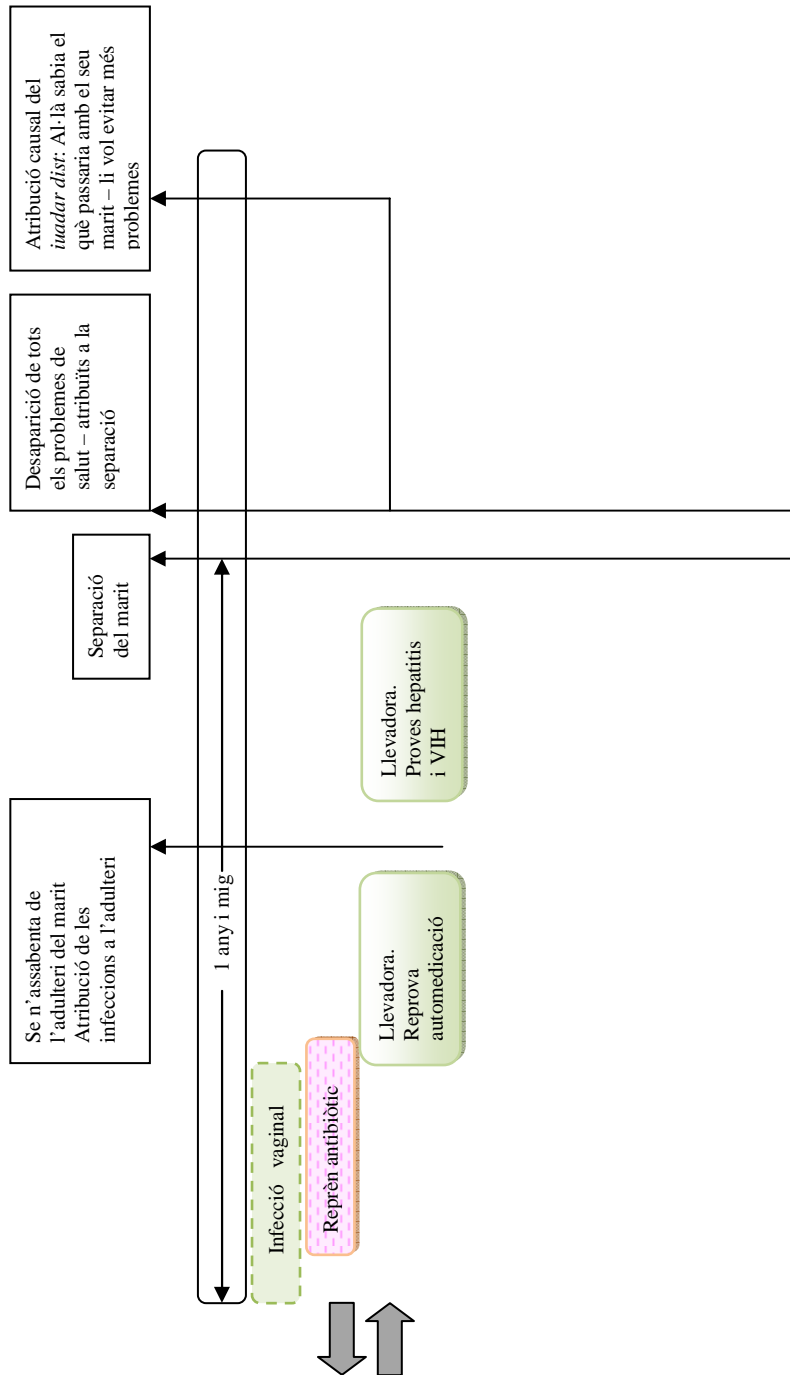 Se n'assabenta de
l'adulteri del marit
Atribució de les
infeccions a l'adulteri
Separació
del marit
Desaparició de tots
els problemes de
salut – atribuïts a la
separació
Atribució causal del
iuadar dist: Al·là sabia el
què passaria amb el seu
marit – li vol evitar més
problemes
1 any i mig
Infecció vaginal
Reprèn antibiòtic
Llevadora.
Reprova
automedicació
Llevadora.
Proves hepatitis
i VIH